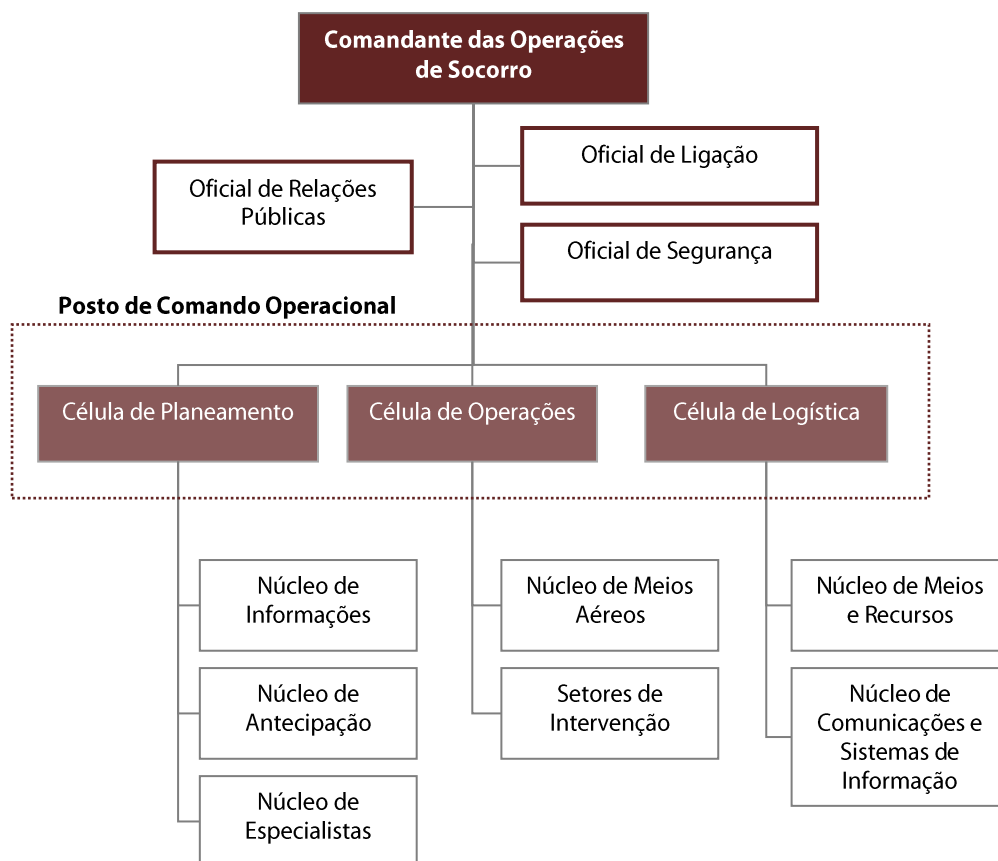 Comandante das Operações
de Socorro
Oficial de Ligação
Oficial de Relações
Públicas
Oficial de Segurança
Posto de Comando Operacional
Célula de Planeamento
Célula de Operações
Célula de Logística
Núcleo de
Informações
Núcleo de Meios
Aéreos
Núcleo de Meios
e Recursos
Núcleo de
Antecipação
Setores de
Intervenção
Núcleo de
Comunicações e
Sistemas de
Informação
Núcleo de
Especialistas